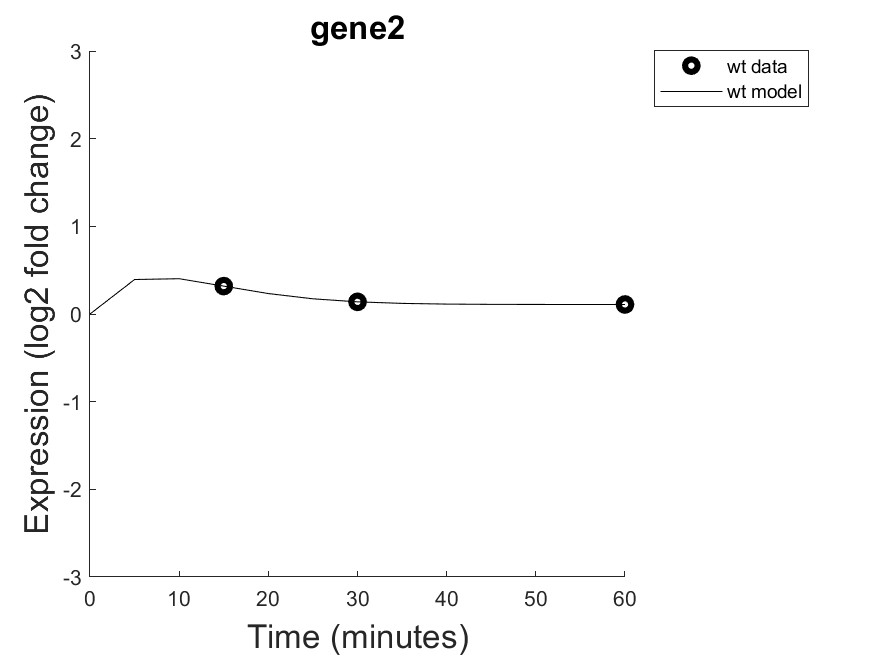 gene2
wt data
wt model
Expression (log2 fold change)
3
2
1
0
-1
-2
-3
0 10 20 30 40 50 60
Time (minutes)